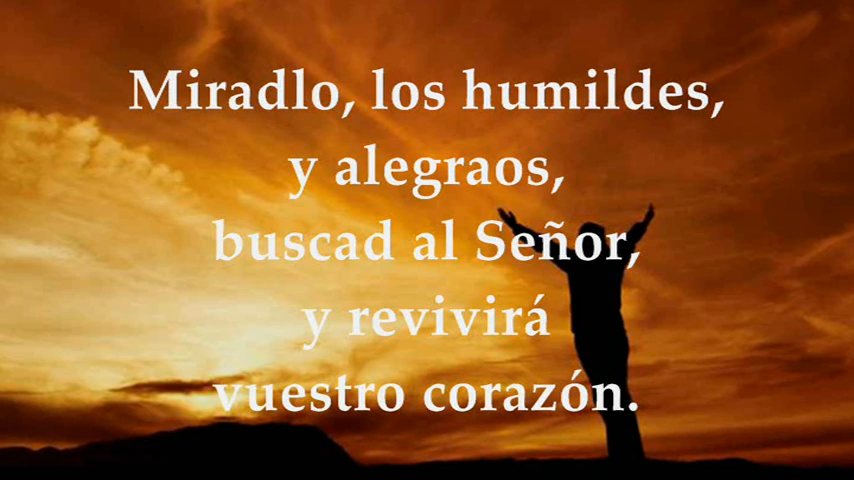 Miradlo, los humildes,
y alegraos,
buscad al Señor,
y revivirá
vuestro corazón.